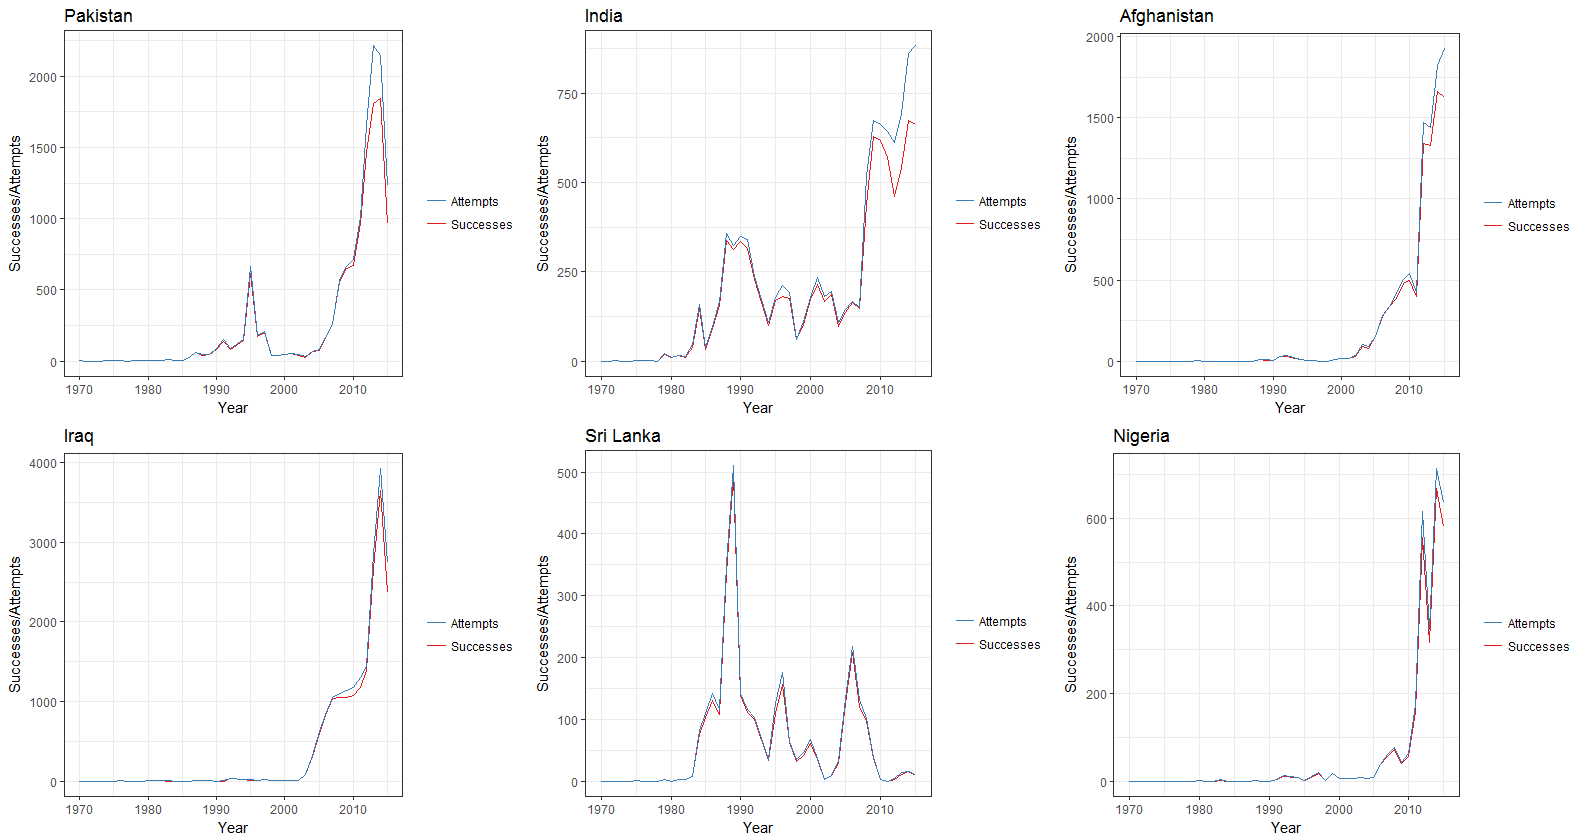 Pakistan
Successes/Attempts
2000
1500
1000
500
0
1970 1980 1990 2000 2010
Year
Attempts
Successes
India
Successes/Attempts
750
500
250
0
1970 1980 1990 2000 2010
Year
Attempts
Successes
Afghanistan
Successes/Attempts
2000
1500
1000
500
0
1970 1980 1990 2000 2010
Year
Attempts
Successes
Iraq
Successes/Attempts
4000
3000
2000
1000
0
1970 1980 1990 2000 2010
Year
Attempts
Successes
Sri Lanka
Successes/Attempts
500
400
300
200
100
0
1970 1980 1990 2000 2010
Year
Attempts
Successes
Nigeria
Successes/Attempts
600
400
200
0
1970 1980 1990 2000 2010
Year
Attempts
Successes